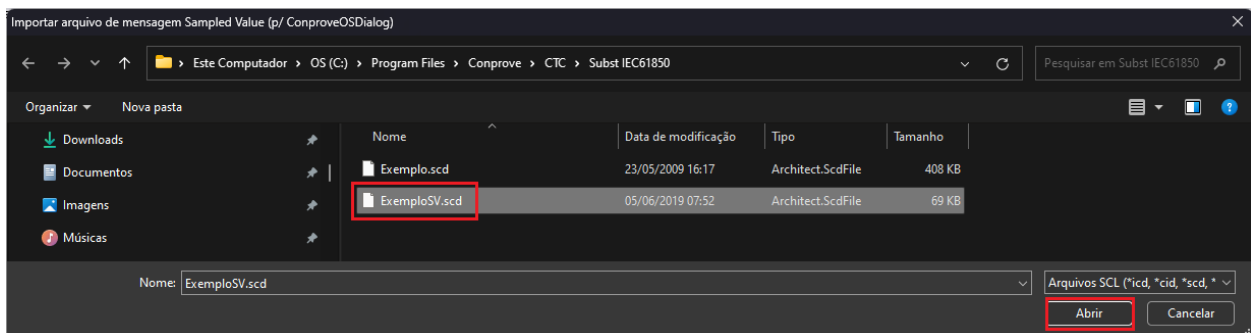 Importar arquivo de mensagem Sampled Value (p/ ConproveOSDialog)
Este Computador > OS (C:) > Program Files > Conprove > CTC > Subst IEC61850
Pesquisar em Subst IEC61850
Organizar Nova pasta
Downloads
Documentos
Imagens
Músicas
Nome Data de modificação Tipo Tamanho
Exemplo.scd 23/05/2009 16:17 Architect.ScdFile 408 KB
ExemploSV.scd 05/06/2019 07:52 Architect.ScdFile 69 KB
Nome: ExemploSV.scd Arquivos SCL (*icd, *cid, *scd, *
Abrir Cancelar